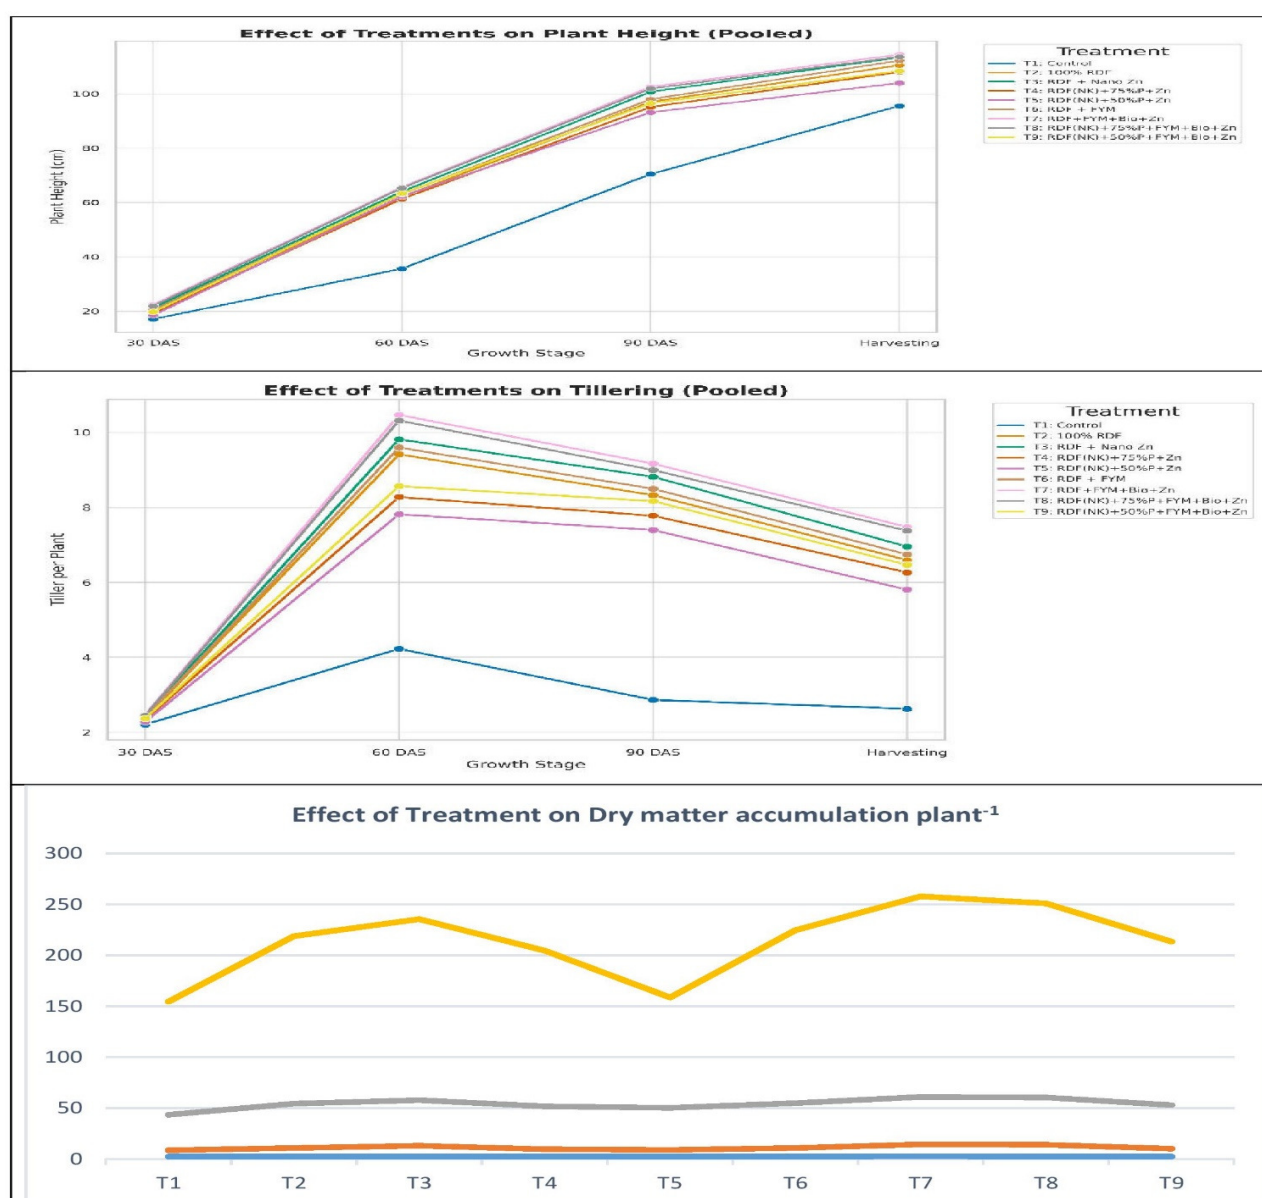 Effect of Treatments on Plant Height (Pooled)
Plant Height (cm)
100
80
60
40
20
30 DAS
60 DAS
90 DAS
Harvesting
Growth Stage
Treatment
T1: Control
T2: 100% RDF
T3: RDF + Nano Zn
T4: RDF(NK)+75%P+Zn
T5: RDF(NK)+50%P+Zn
T6: RDF + FYM
T7: RDF+FYM+Bio+Zn
T8: RDF(NK)+75%P+FYM+Bio+Zn
T9: RDF(NK)+50%P+FYM+Bio+Zn
Effect of Treatments on Tillering (Pooled)
Tiller per Plant
10
8
6
4
2
30 DAS
60 DAS
90 DAS
Harvesting
Growth Stage
Treatment
T1: Control
T2: 100% RDF
T3: RDF + Nano Zn
T4: RDF(NK)+75%P+Zn
T5: RDF(NK)+50%P+Zn
T6: RDF + FYM
T7: RDF+FYM+Bio+Zn
T8: RDF(NK)+75%P+FYM+Bio+Zn
T9: RDF(NK)+50%P+FYM+Bio+Zn
Effect of Treatment on Dry matter accumulation plant⁻¹
300
250
200
150
100
50
0
T1 T2 T3 T4 T5 T6 T7 T8 T9